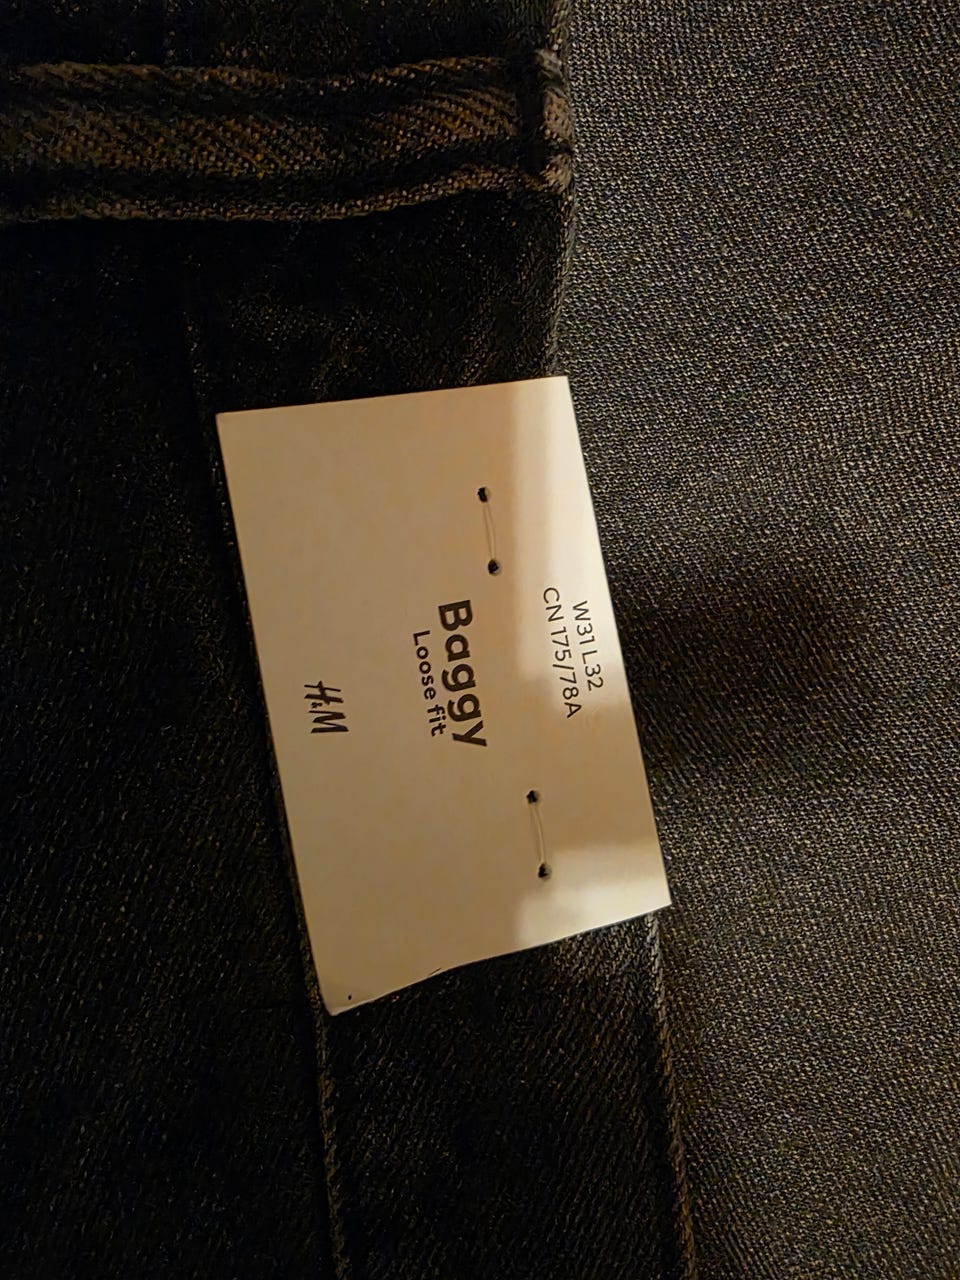 W31 L32
CN 175/78A
Baggy
Loose fit
H&M